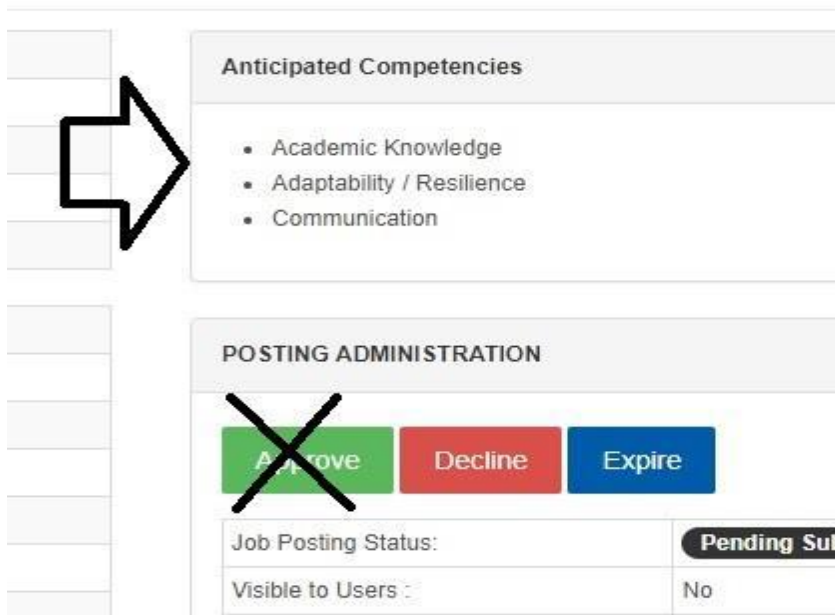 Anticipated Competencies
Academic Knowledge
Adaptability / Resilience
Communication
POSTING ADMINISTRATION
Approve Decline Expire
Job Posting Status: Pending
Visible to Users : No